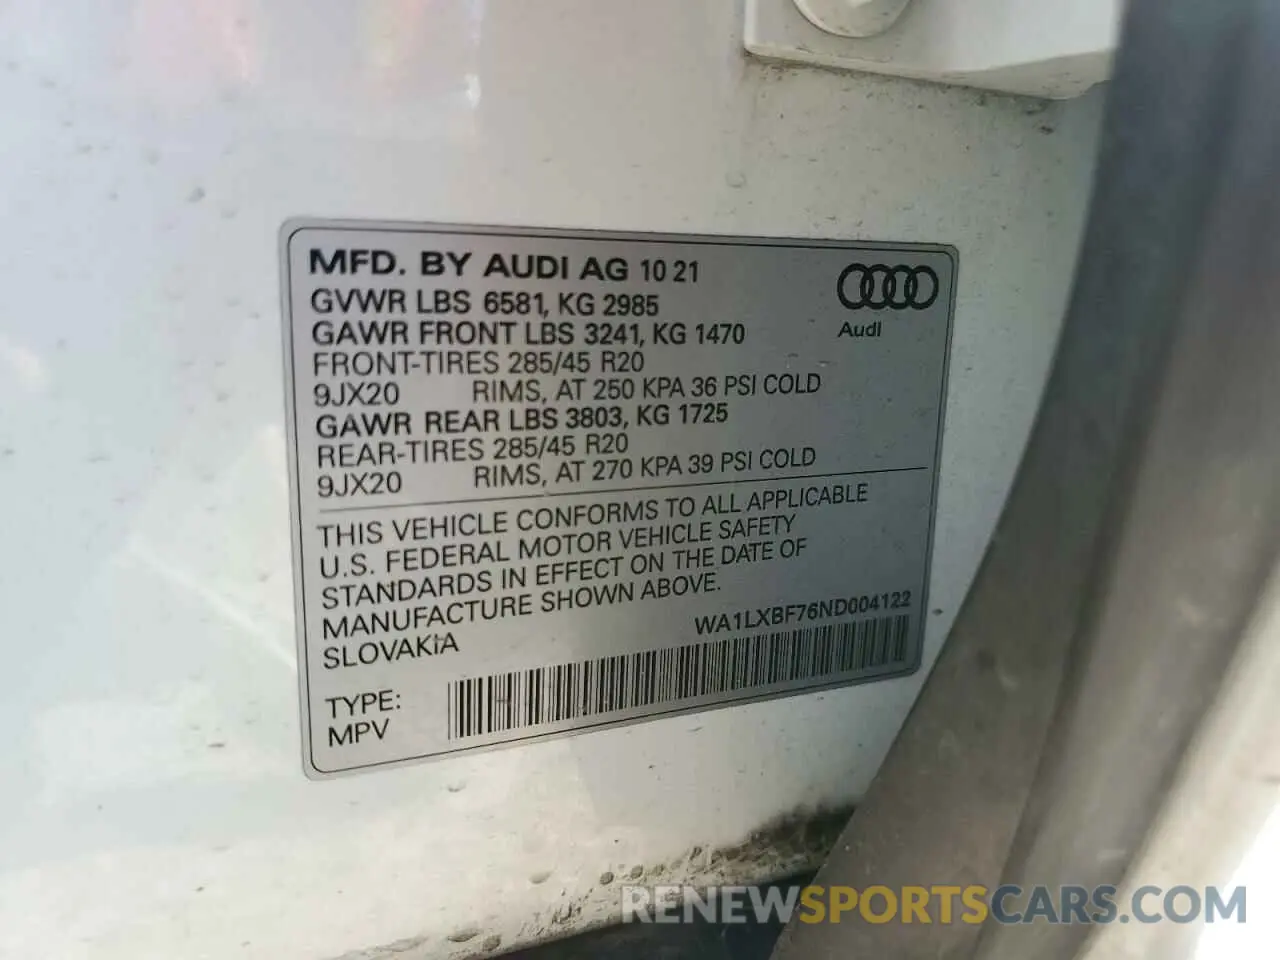 MFD. BY AUDI AG 10 21
GVWR LBS 6581, KG 2985
GAWR FRONT LBS 3241, KG 1470
FRONT-TIRES 285/45 R20
9JX20 RIMS, AT 250 KPA 36 PSI COLD
GAWR REAR LBS 3803, KG 1725
REAR-TIRES 285/45 R20
9JX20 RIMS, AT 270 KPA 39 PSI COLD
Audi
THIS VEHICLE CONFORMS TO ALL APPLICABLE
U.S. FEDERAL MOTOR VEHICLE SAFETY
STANDARDS IN EFFECT ON THE DATE OF
MANUFACTURE SHOWN ABOVE.
SLOVAKIA
WA1LXBF76ND004122
TYPE:
MPV
RENEWSPORTSCARS.COM